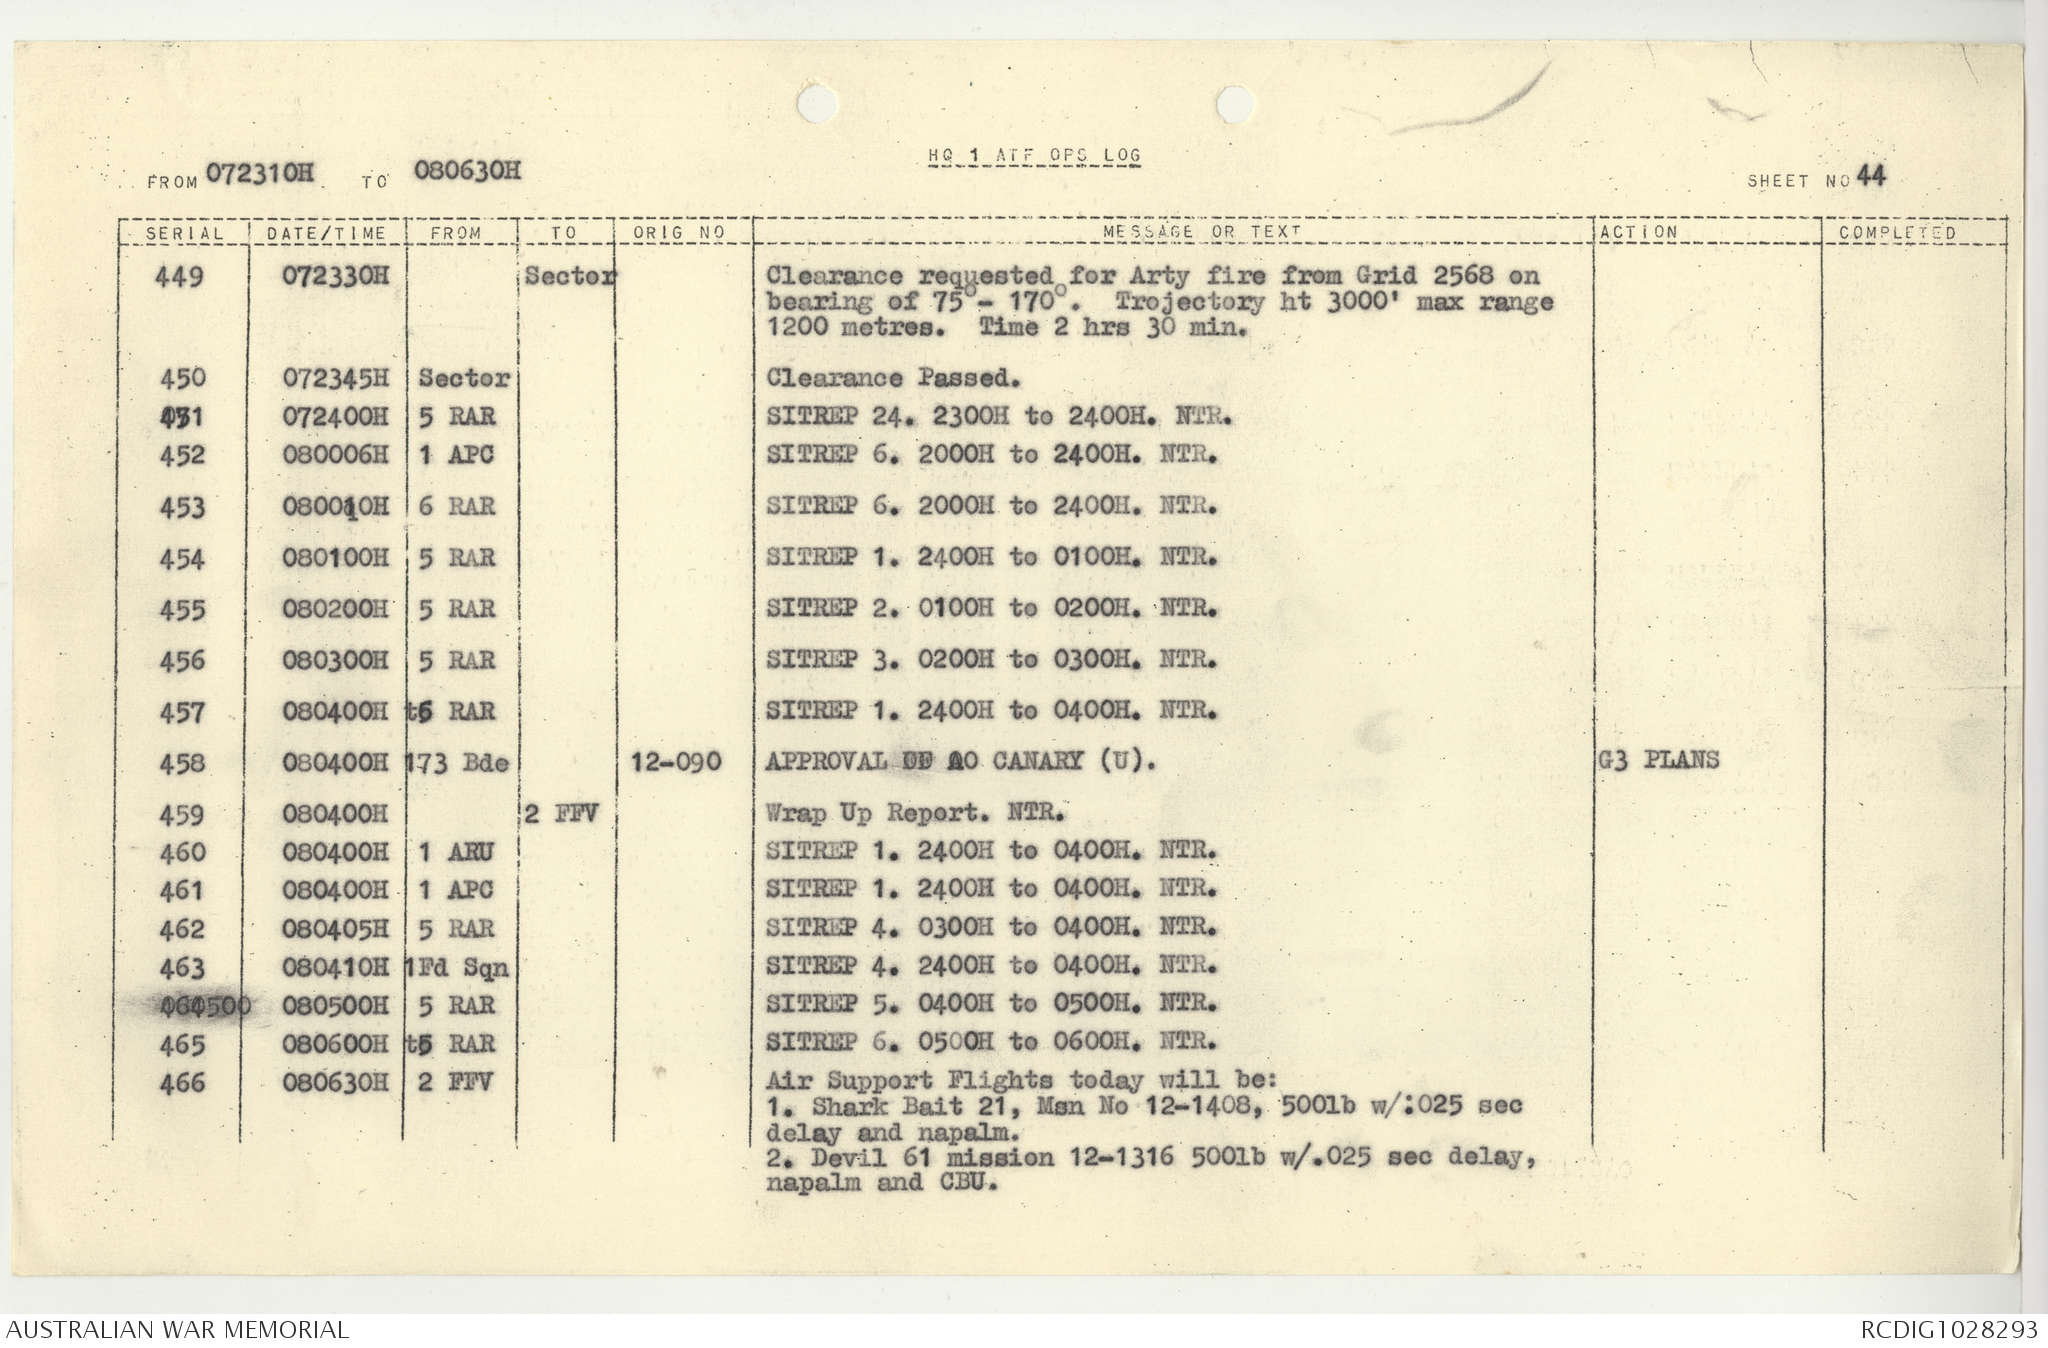 HQ 1 ATF OPS LOG
FROM 072310H TO 080630H SHEET NO 44
SERIAL DATE/TIME FROM TO ORIG NO MESSAGE OR TEXT ACTION COMPLETED
449 072330H Sector Clearance requested for Arty fire from Grid 2568 on
bearing of 75°- 170°. Trojectory ht 3000' max range
1200 metres. Time 2 hrs 30 min.
450 072345H Sector Clearance Passed.
451 072400H 5 RAR SITREP 24. 2300H to 2400H. NTR.
452 080006H 1 APC SITREP 6. 2000H to 2400H. NTR.
453 080010H 6 RAR SITREP 6. 2000H to 2400H. NTR.
454 080100H 5 RAR SITREP 1. 2400H to 0100H. NTR.
455 080200H 5 RAR SITREP 2. 0100H to 0200H. NTR.
456 080300H 5 RAR SITREP 3. 0200H to 0300H. NTR.
457 080400H 6 RAR SITREP 1. 2400H to 0400H. NTR.
458 080400H 173 Bde 12-090 APPROVAL OF AO CANARY (U). G3 PLANS
459 080400H 2 FFV Wrap Up Report. NTR.
460 080400H 1 ARU SITREP 1. 2400H to 0400H. NTR.
461 080400H 1 APC SITREP 1. 2400H to 0400H. NTR.
462 080405H 5 RAR SITREP 4. 0300H to 0400H. NTR.
463 080410H 1Fd Sqn SITREP 4. 2400H to 0400H. NTR.
464500 080500H 5 RAR SITREP 5. 0400H to 0500H. NTR.
465 080600H 5 RAR SITREP 6. 0500H to 0600H. NTR.
466 080630H 2 FFV Air Support Flights today will be:
1. Shark Bait 21, Msn No 12-1408, 500lb w/.025 sec
delay and napalm.
2. Devil 61 mission 12-1316 500lb w/.025 sec delay,
napalm and CBU.
AUSTRALIAN WAR MEMORIAL RCDIG1028293